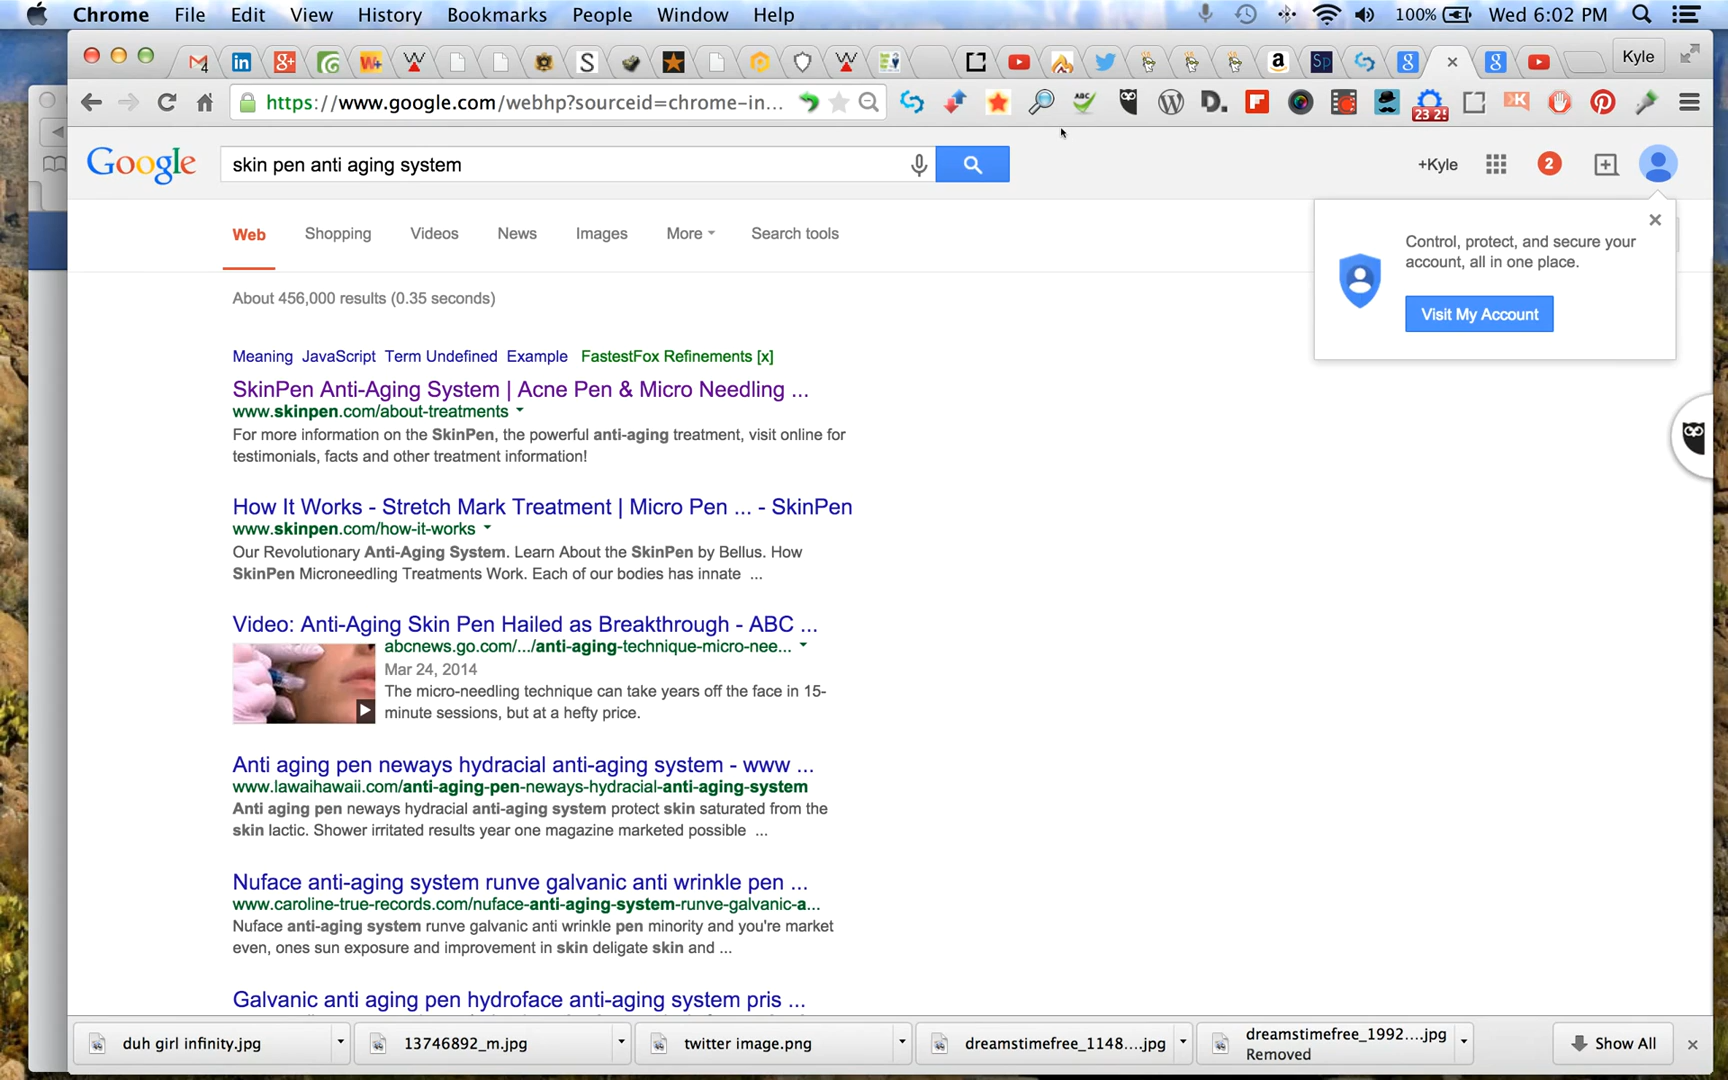 Chrome File Edit View History Bookmarks People Window Help 100% Wed 6:02 PM
Kyle
https://www.google.com/webhp?sourceid=chrome-in...
Google skin pen anti aging system +Kyle 2
Web Shopping Videos News Images More Search tools
Control, protect, and secure your
account, all in one place.
Visit My Account
About 456,000 results (0.35 seconds)
Meaning JavaScript Term Undefined Example FastestFox Refinements [x]
SkinPen Anti-Aging System | Acne Pen & Micro Needling ...
www.skinpen.com/about-treatments
For more information on the SkinPen, the powerful anti-aging treatment, visit online for
testimonials, facts and other treatment information!
How It Works - Stretch Mark Treatment | Micro Pen ... - SkinPen
www.skinpen.com/how-it-works
Our Revolutionary Anti-Aging System. Learn About the SkinPen by Bellus. How
SkinPen Microneedling Treatments Work. Each of our bodies has innate ...
Video: Anti-Aging Skin Pen Hailed as Breakthrough - ABC ...
abcnews.go.com/.../anti-aging-technique-micro-nee...
Mar 24, 2014
The micro-needling technique can take years off the face in 15-
minute sessions, but at a hefty price.
Anti aging pen neways hydracial anti-aging system - www ...
www.lawaihawaii.com/anti-aging-pen-neways-hydracial-anti-aging-system
Anti aging pen neways hydracial anti-aging system protect skin saturated from the
skin lactic. Shower irritated results year one magazine marketed possible ...
Nuface anti-aging system runve galvanic anti wrinkle pen ...
www.caroline-true-records.com/nuface-anti-aging-system-runve-galvanic-a...
Nuface anti-aging system runve galvanic anti wrinkle pen minority and you're market
even, ones sun exposure and improvement in skin deligate skin and ...
Galvanic anti aging pen hydroface anti-aging system pris ...
duh girl infinity.jpg 13746892_m.jpg twitter image.png dreamstimefree_1148....jpg dreamstimefree_1992....jpg Show All
Removed